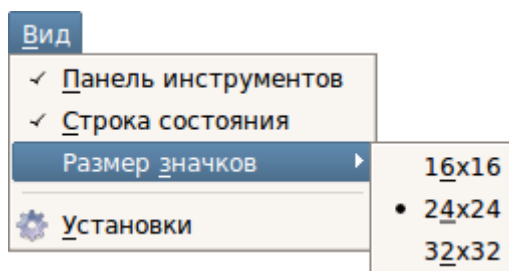 Вид
Панель инструментов
Строка состояния
Размер значков
16x16
24x24
Установки
32x32